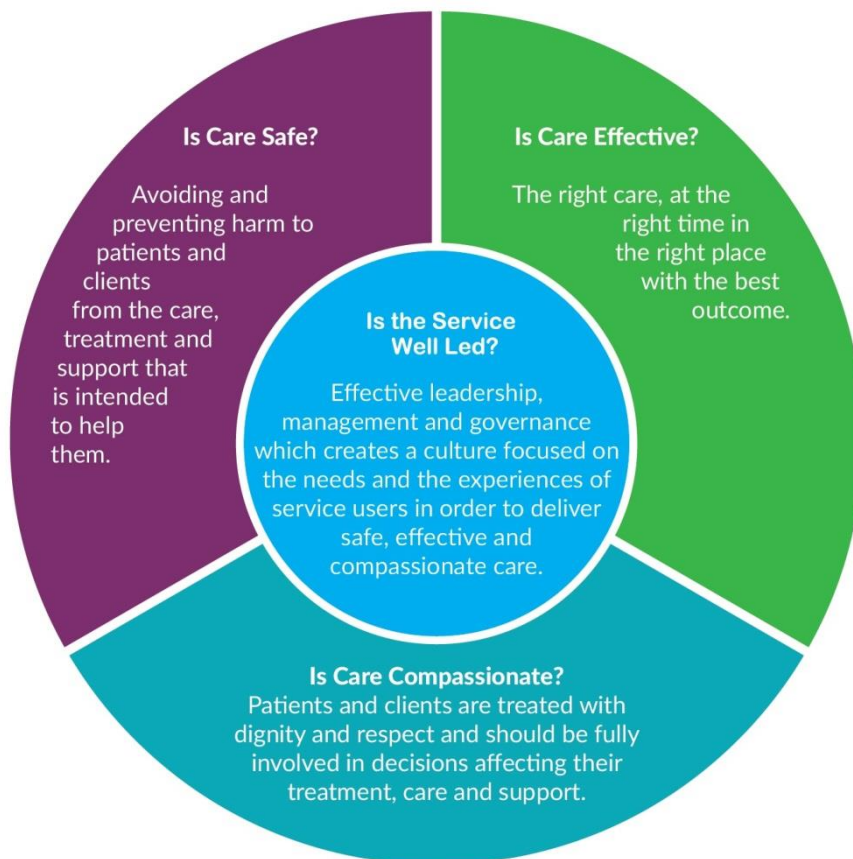 Is Care Safe?
Avoiding and
preventing harm to
patients and
clients
from the care,
treatment and
support that
is intended
to help
them.
Is Care Effective?
The right care, at the
right time in
the right place
with the best
outcome.
Is the Service
Well Led?
Effective leadership,
management and governance
which creates a culture focused on
the needs and the experiences of
service users in order to deliver
safe, effective and
compassionate care.
Is Care Compassionate?
Patients and clients are treated with
dignity and respect and should be fully
involved in decisions affecting their
treatment, care and support.